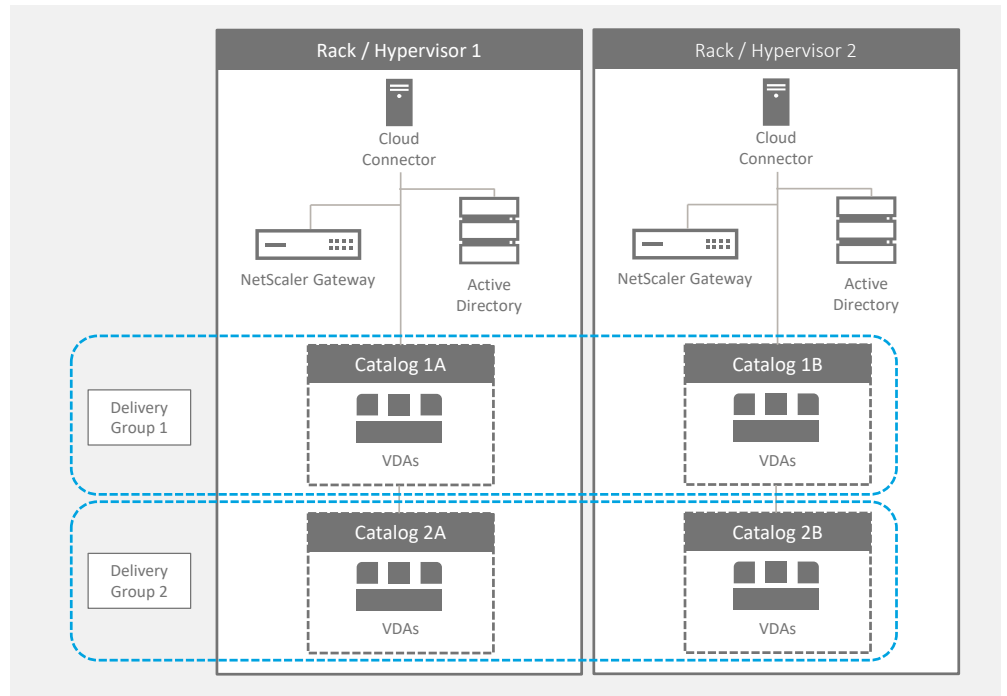 Rack / Hypervisor 1
Cloud
Connector
NetScaler Gateway
Active
Directory
Rack / Hypervisor 2
Cloud
Connector
NetScaler Gateway
Active
Directory
Delivery
Group 1
Catalog 1A
VDAs
Catalog 1B
VDAs
Delivery
Group 2
Catalog 2A
VDAs
Catalog 2B
VDAs